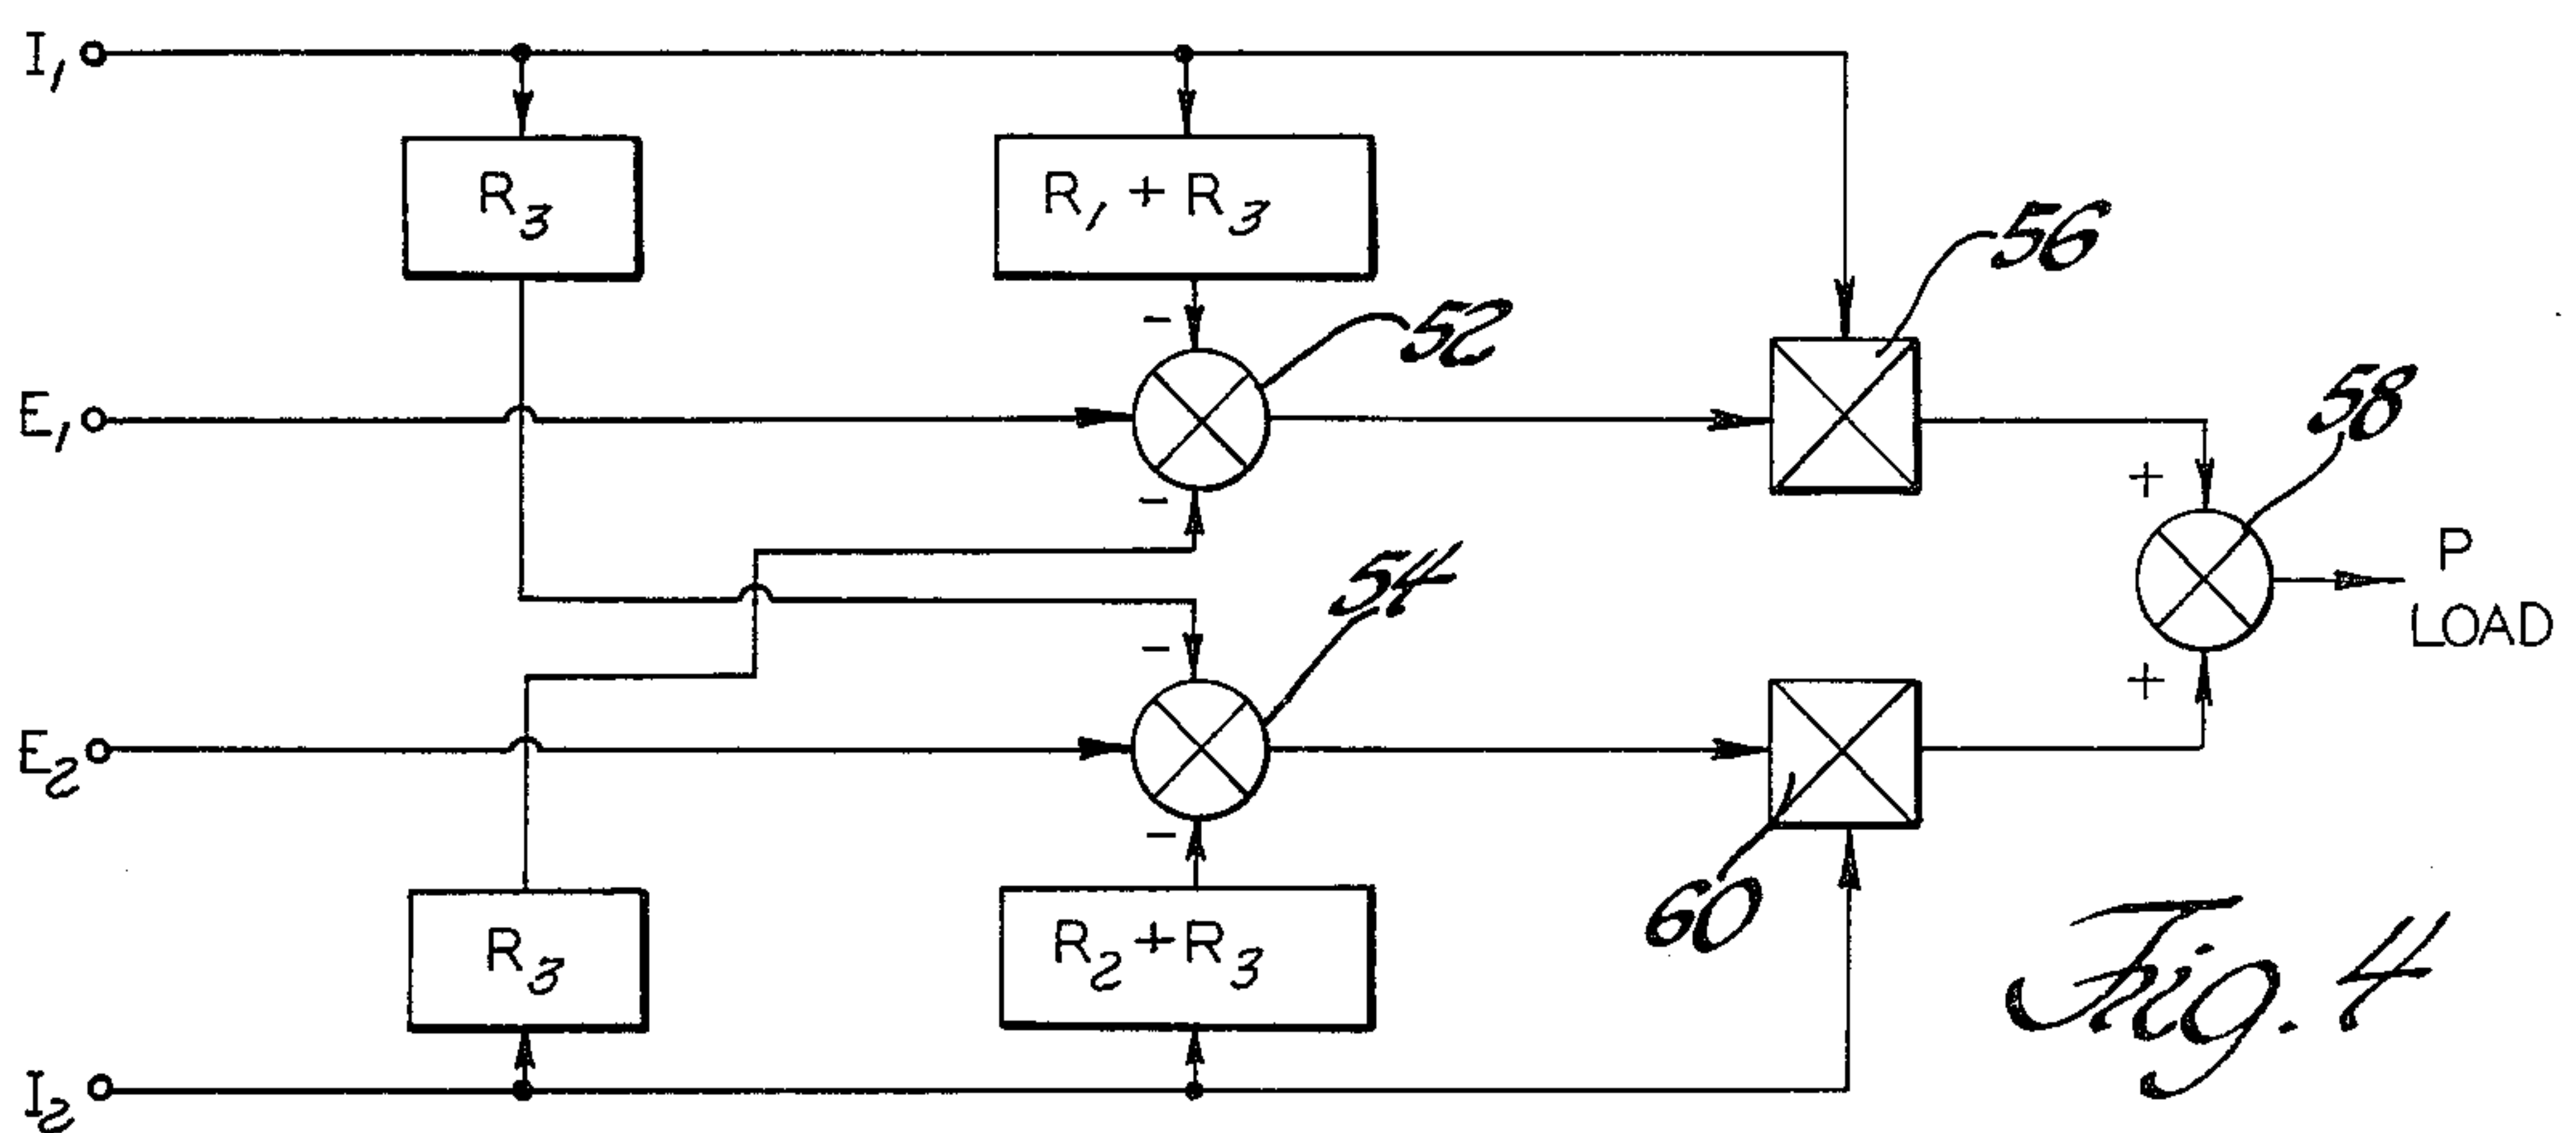 I₁
R₃
R₁ + R₃
56
-
52
E₁
58
-
+
P
LOAD
54
-
E₂
+
-
60
R₃
R₂ + R₃
Fig. 4
I₂